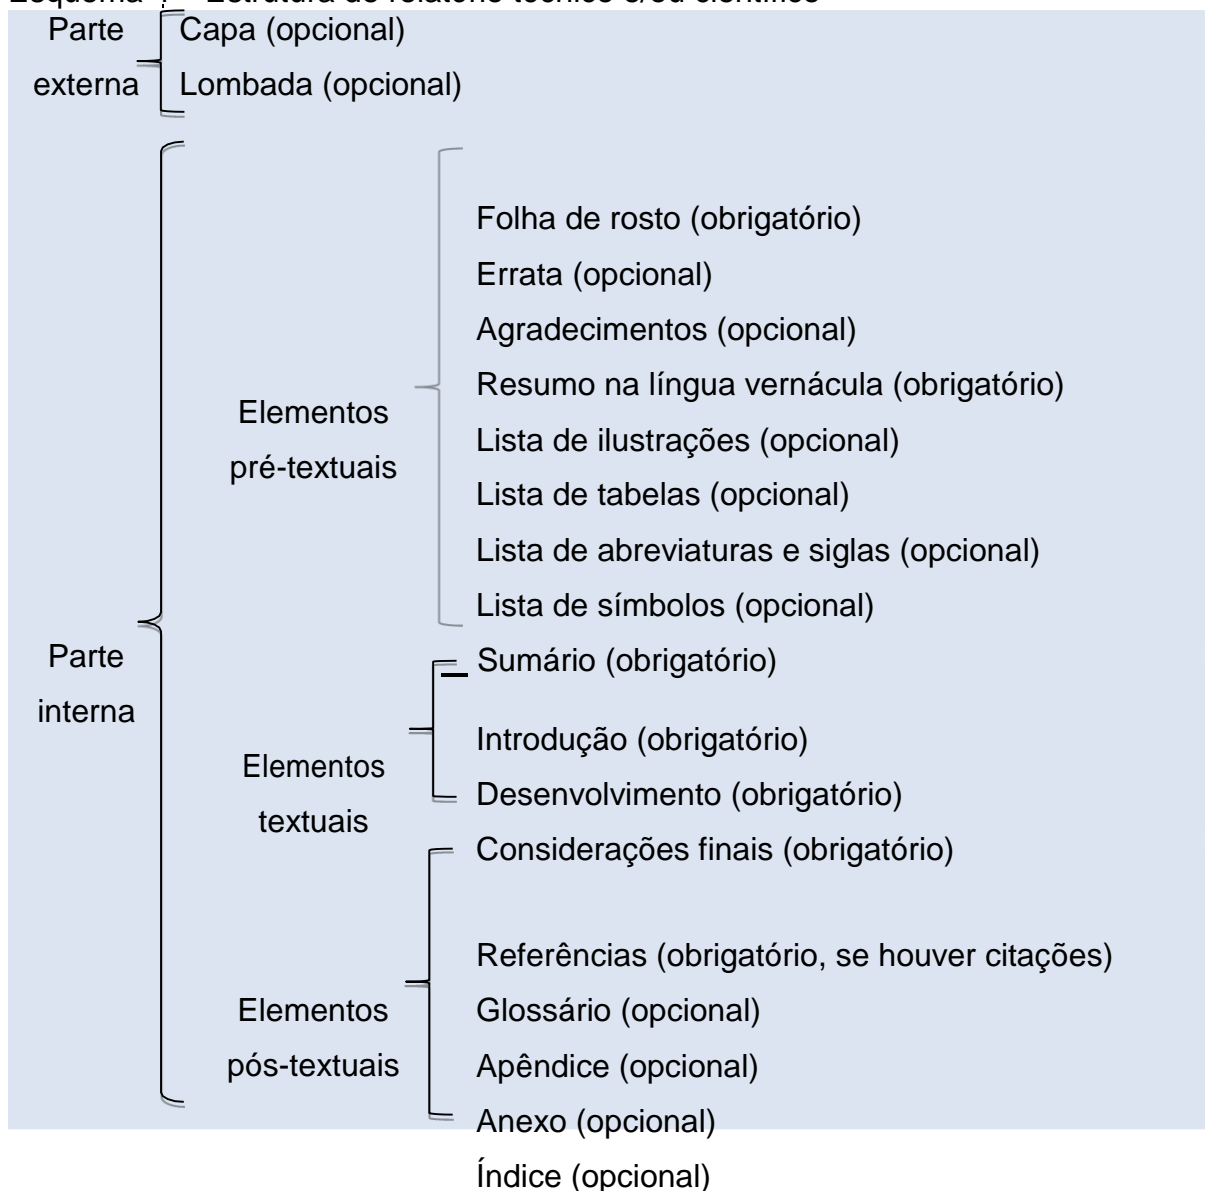 Parte
externa
Capa (opcional)
Lombada (opcional)
Parte
interna
Elementos
pré-textuais
Folha de rosto (obrigatório)
Errata (opcional)
Agradecimentos (opcional)
Resumo na língua vernácula (obrigatório)
Lista de ilustrações (opcional)
Lista de tabelas (opcional)
Lista de abreviaturas e siglas (opcional)
Lista de símbolos (opcional)
Sumário (obrigatório)
Elementos
textuais
Introdução (obrigatório)
Desenvolvimento (obrigatório)
Considerações finais (obrigatório)
Elementos
pós-textuais
Referências (obrigatório, se houver citações)
Glossário (opcional)
Apêndice (opcional)
Anexo (opcional)
Índice (opcional)